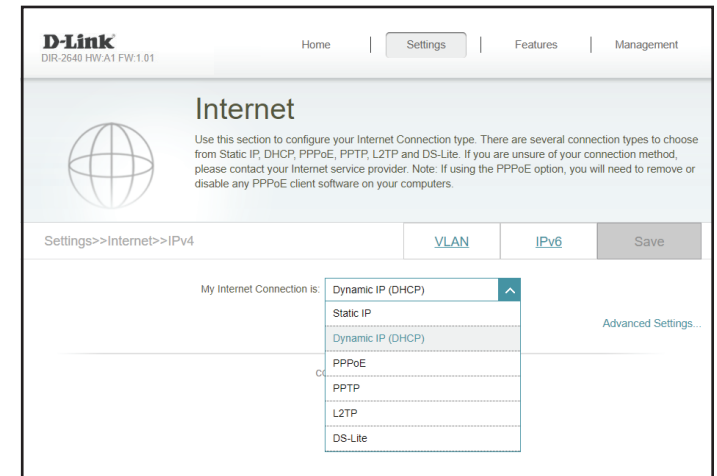 D-Link
DIR-2640 HW:A1 FW:1.01
Home
Settings
Features
Management
Internet
Use this section to configure your Internet Connection type. There are several connection types to choose
from Static IP, DHCP, PPPoE, PPTP, L2TP and DS-Lite. If you are unsure of your connection method,
please contact your Internet service provider. Note: If using the PPPoE option, you will need to remove or
disable any PPPoE client software on your computers.
Settings>>Internet>>IPv4
VLAN
IPv6
Save
My Internet Connection is:
Dynamic IP (DHCP)
Static IP
Dynamic IP (DHCP)
PPPoE
PPTP
L2TP
DS-Lite
Advanced Settings...